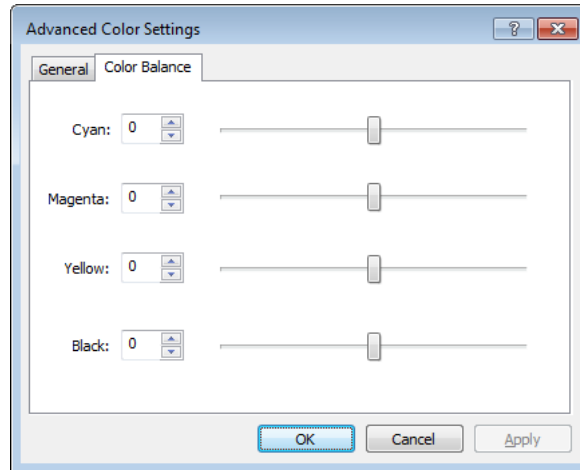 Advanced Color Settings
General Color Balance
Cyan: 0
Magenta: 0
Yellow: 0
Black: 0
OK Cancel Apply